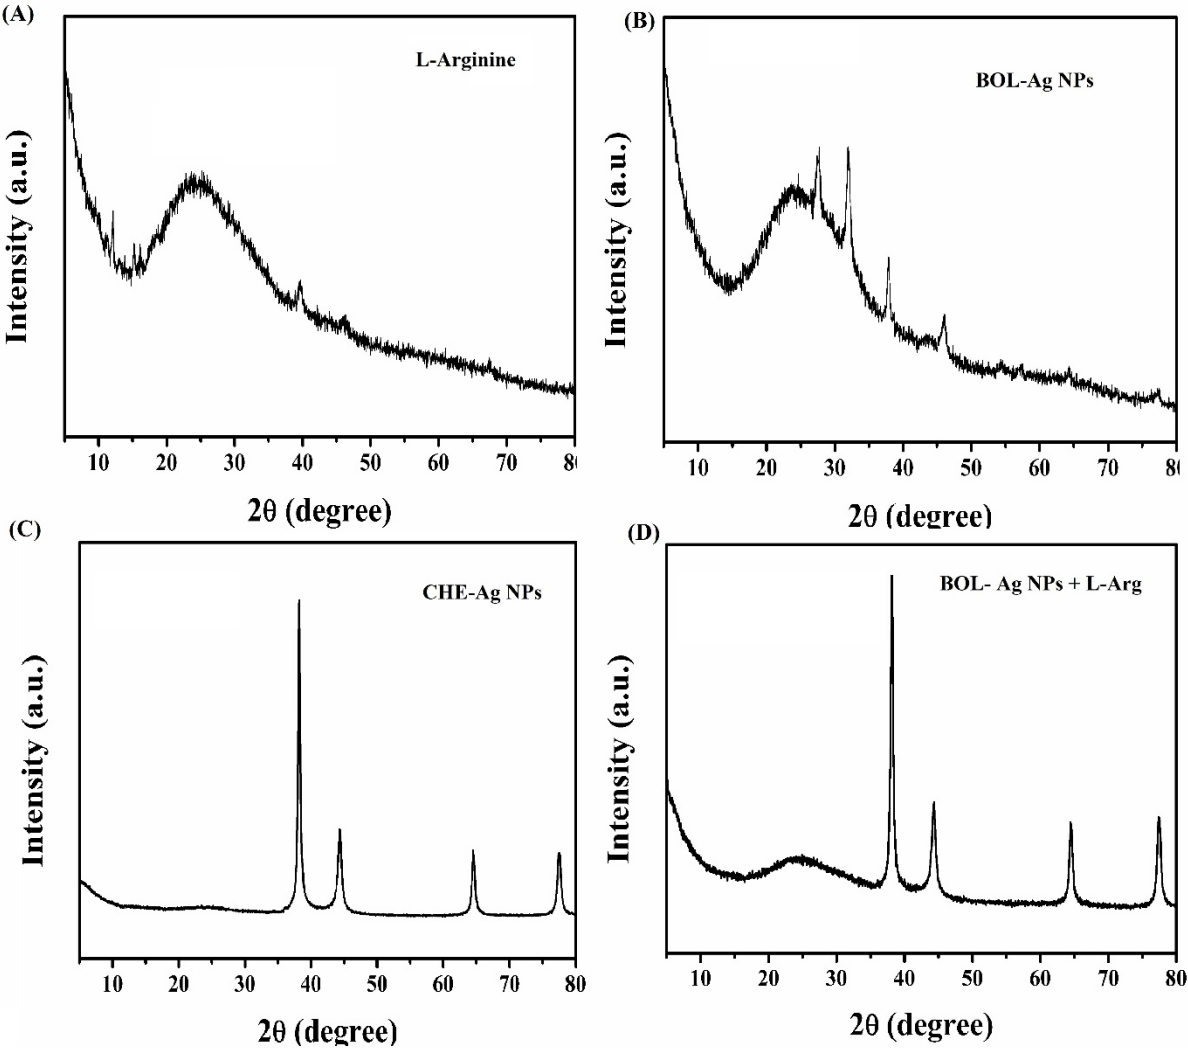 (A)
L-Arginine
Intensity (a.u.)
10 20 30 40 50 60 70
2θ (degree)
(B)
BOL-Ag NPs
Intensity (a.u.)
10 20 30 40 50 60 70 80
2θ (degree)
(C)
CHE-Ag NPs
Intensity (a.u.)
10 20 30 40 50 60 70 80
2θ (degree)
(D)
BOL- Ag NPs + L-Arg
Intensity (a.u.)
10 20 30 40 50 60 70 80
2θ (degree)